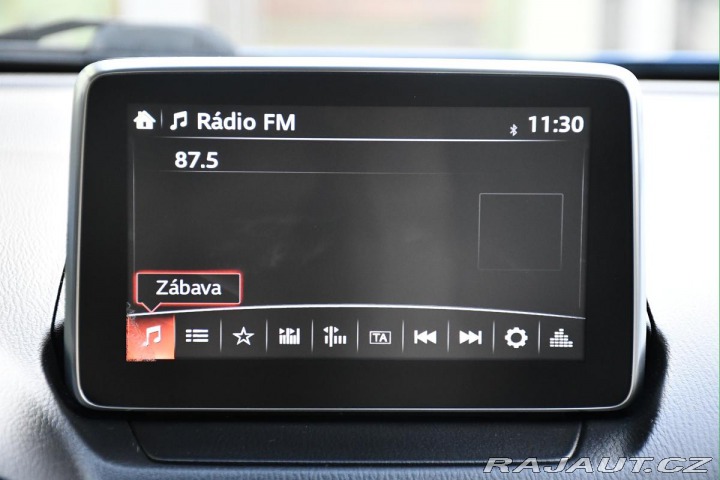 Rádio FM
11:30
87.5
Zábava
TA
RAJAUT.CZ